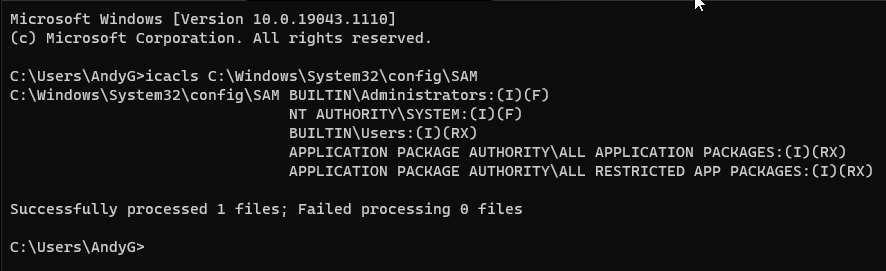 Microsoft Windows [Version 10.0.19043.1110]
(c) Microsoft Corporation. All rights reserved.
C:\Users\AndyG>icacls C:\Windows\System32\config\SAM
C:\Windows\System32\config\SAM BUILTIN\Administrators:(I)(F)
NT AUTHORITY\SYSTEM:(I)(F)
BUILTIN\Users:(I)(RX)
APPLICATION PACKAGE AUTHORITY\ALL APPLICATION PACKAGES:(I)(RX)
APPLICATION PACKAGE AUTHORITY\ALL RESTRICTED APP PACKAGES:(I)(RX)
Successfully processed 1 files; Failed processing 0 files
C:\Users\AndyG>